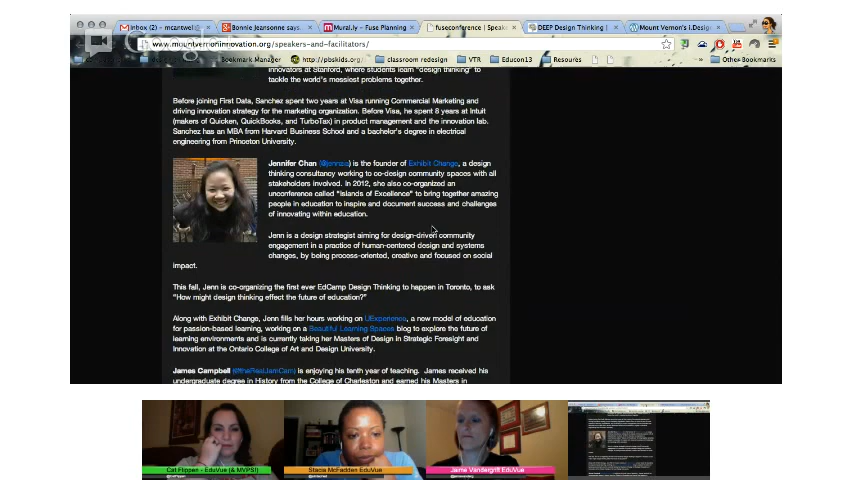 Inbox (2) - mcantwell
Bonnie Jeansonne says.
Mural.ly - Fuse Planning
fuseconference | Speake
DEEP Design Thinking |
Mount Vernon's I.Design
www.mountvernoninnovation.org/speakers-and-facilitators/
Bookmark Manager
http://pbskids.org/
classroom redesign
VTR
Educon13
Resoures
Other Bookmarks
innovators at Stanford, where students learn "design thinking" to
tackle the world's messiest problems together.
Before joining First Data, Sanchez spent two years at Visa running Commercial Marketing and
driving innovation strategy for the marketing organization. Before Visa, he spent 8 years at Intuit
(makers of Quicken, QuickBooks, and TurboTax) in product management and the innovation lab.
Sanchez has an MBA from Harvard Business School and a bachelor's degree in electrical
engineering from Princeton University.
Jennifer Chan (@jennzo) is the founder of Exhibit Change, a design
thinking consultancy working to co-design community spaces with all
stakeholders involved. In 2012, she also co-organized an
unconference called "Islands of Excellence" to bring together amazing
people in education to inspire and document success and challenges
of innovating within education.
Jenn is a design strategist aiming for design-driven community
engagement in a practice of human-centered design and systems
changes, by being process-oriented, creative and focused on social
impact.
This fall, Jenn is co-organizing the first ever EdCamp Design Thinking to happen in Toronto, to ask
"How might design thinking effect the future of education?"
Along with Exhibit Change, Jenn fills her hours working on UExperience, a new model of education
for passion-based learning, working on a Beautiful Learning Spaces blog to explore the future of
learning environments and is currently taking her Masters of Design in Strategic Foresight and
Innovation at the Ontario College of Art and Design University.
James Campbell (@theRealJamCam) is enjoying his tenth year of teaching. James received his
undergraduate degree in History from the College of Charleston and earned his Masters in
Cat Flippen - EduVue (& MVPS!)
Stacia McFadden EduVue
Jamie Vandergrift EduVue